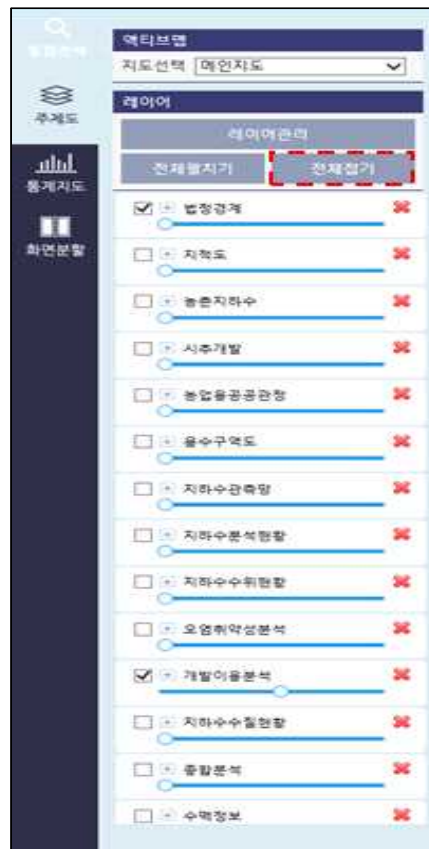 액티브맵
지도선택 메인지도
레이어
주제도
레이어관리
전체펼치기 전체접기
통계지도
화면분할
법정경계
지적도
농촌지하수
시추개발
농업용공공관정
용수구역도
지하수관측망
지하수분석현황
지하수수위현황
오염취약성분석
개발이용분석
지하수수질현황
종합분석
수맥정보